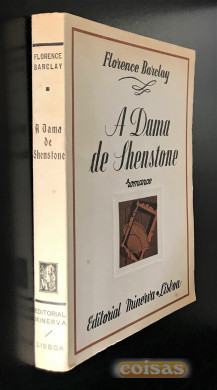 FLORENCE
BARCLAY
A Dama
de
Shenstone
EDITORIAL
MINERVA
LISBOA
Florence Barclay
A Dama
de Shenstone
romance
Editorial Minerva • Lisboa
coisas